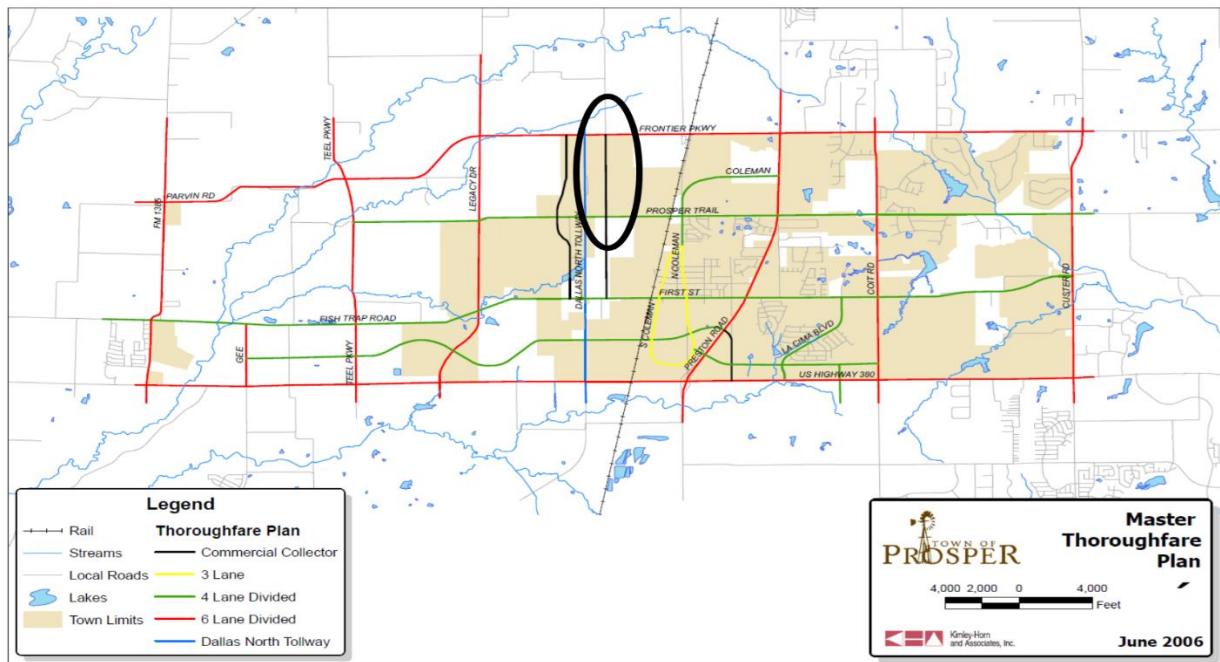 FRONTIER PKWY
TEEL PKWY
COLEMAN
LEGACY DR
PARVIN RD
FM 1385
PROSPER TRAIL
DALLAS NORTH TOLLWAY
N COLEMAN
COIT RD
CUSTER RD
FIRST ST
FISH TRAP ROAD
S COLEMAN
LA CIMA BLVD
PRESTON ROAD
GEE
TEEL PKWY
US HIGHWAY 380
Legend
Rail
Streams
Local Roads
Lakes
Town Limits
Thoroughfare Plan
Commercial Collector
3 Lane
4 Lane Divided
6 Lane Divided
Dallas North Tollway
TOWN OF
PROSPER
Master
Thoroughfare
Plan
4,000 2,000 0 4,000
Feet
Kimley-Horn
and Associates, Inc.
June 2006